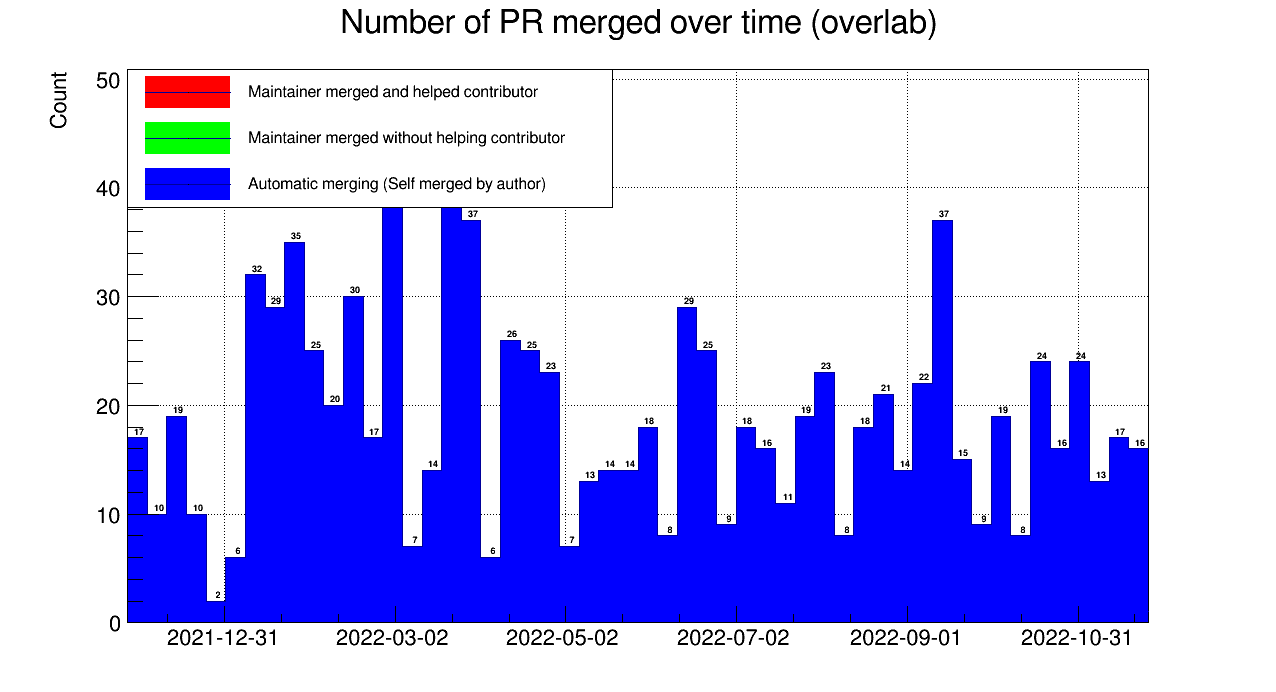 Number of PR merged over time (overlab)
Count
50
40
30
20
10
0
Maintainer merged and helped contributor
Maintainer merged without helping contributor
Automatic merging (Self merged by author)
17 10 19 10 2 6 32 29 35 25 20 30 17 7 14 37 6 26 25 23 7 13 14 14 18 8 29 25 9 18 16 11 19 23 8 18 21 14 22 37 15 9 19 8 24 16 24 13 17 16
2021-12-31 2022-03-02 2022-05-02 2022-07-02 2022-09-01 2022-10-31